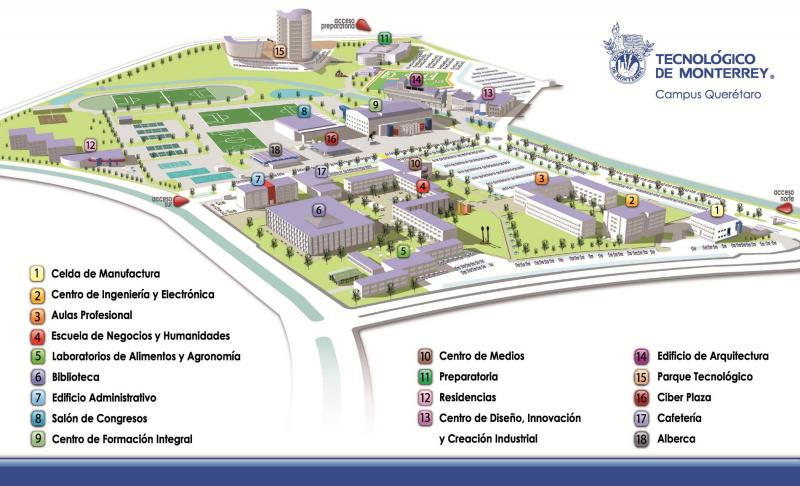 acceso
preparatoria
TECNOLÓGICO
DE MONTERREY®
Campus Querétaro
TECNOLÓGICO
DE MONTERREY
15
11
14
13
9
8
16
18
12
7
17
10
4
6
5
3
2
1
acceso
sur
acceso
norte
1 Celda de Manufactura
2 Centro de Ingeniería y Electrónica
3 Aulas Profesional
4 Escuela de Negocios y Humanidades
5 Laboratorios de Alimentos y Agronomía
6 Biblioteca
7 Edificio Administrativo
8 Salón de Congresos
9 Centro de Formación Integral
10 Centro de Medios
11 Preparatoria
12 Residencias
13 Centro de Diseño, Innovación
y Creación Industrial
14 Edificio de Arquitectura
15 Parque Tecnológico
16 Ciber Plaza
17 Cafetería
18 Alberca